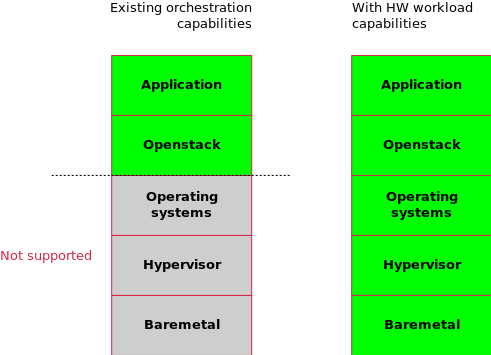 Existing orchestration
capabilities
With HW workload
capabilities
Application
Openstack
Operating
systems
Hypervisor
Baremetal
Not supported
Application
Openstack
Operating
systems
Hypervisor
Baremetal